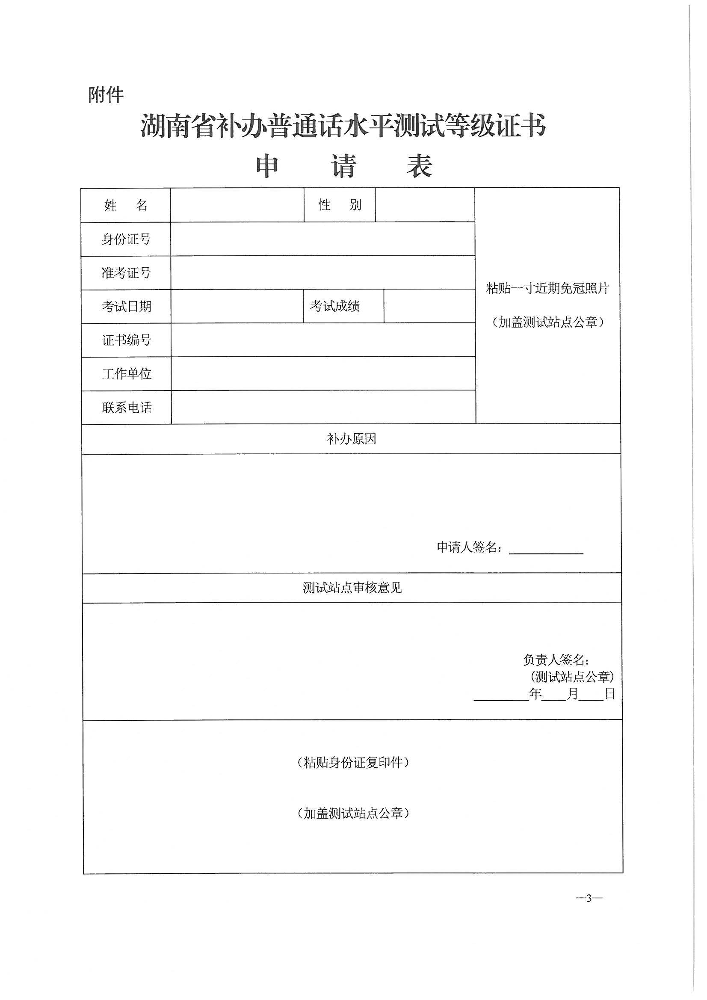 附件
湖南省补办普通话水平测试等级证书
申 请 表
姓 名 性 别
身份证号
准考证号
粘贴一寸近期免冠照片
考试日期 考试成绩
（加盖测试站点公章）
证书编号
工作单位
联系电话
补办原因
申请人签名：
测试站点审核意见
负责人签名：
（测试站点公章）
年 月 日
（粘贴身份证复印件）
（加盖测试站点公章）
—3—